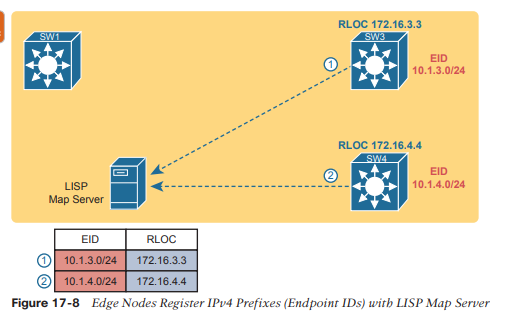 RLOC 172.16.3.3
SW1
SW3
1
EID
10.1.3.0/24
RLOC 172.16.4.4
SW4
2
EID
10.1.4.0/24
LISP
Map Server
EID RLOC
1 10.1.3.0/24 172.16.3.3
2 10.1.4.0/24 172.16.4.4
Figure 17-8 Edge Nodes Register IPv4 Prefixes (Endpoint IDs) with LISP Map Server